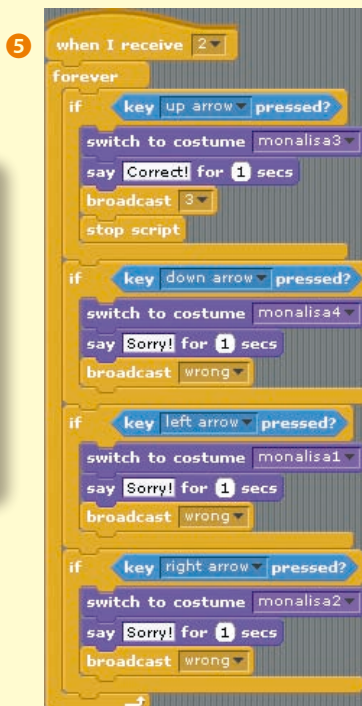 5
when I receive 2
forever
if key up arrow pressed?
switch to costume monalisa3
say Correct! for 1 secs
broadcast 3
stop script
if key down arrow pressed?
switch to costume monalisa4
say Sorry! for 1 secs
broadcast wrong
if key left arrow pressed?
switch to costume monalisa1
say Sorry! for 1 secs
broadcast wrong
if key right arrow pressed?
switch to costume monalisa2
say Sorry! for 1 secs
broadcast wrong